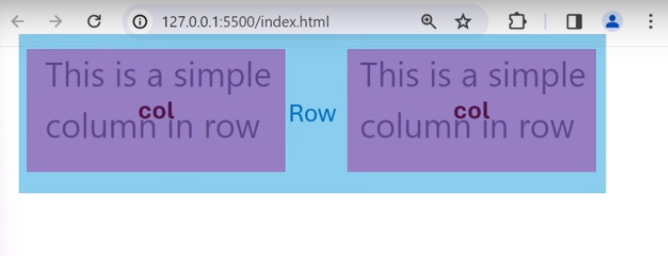 127.0.0.1:5500/index.html
This is a simple
column in row
col
Row
This is a simple
column in row
col